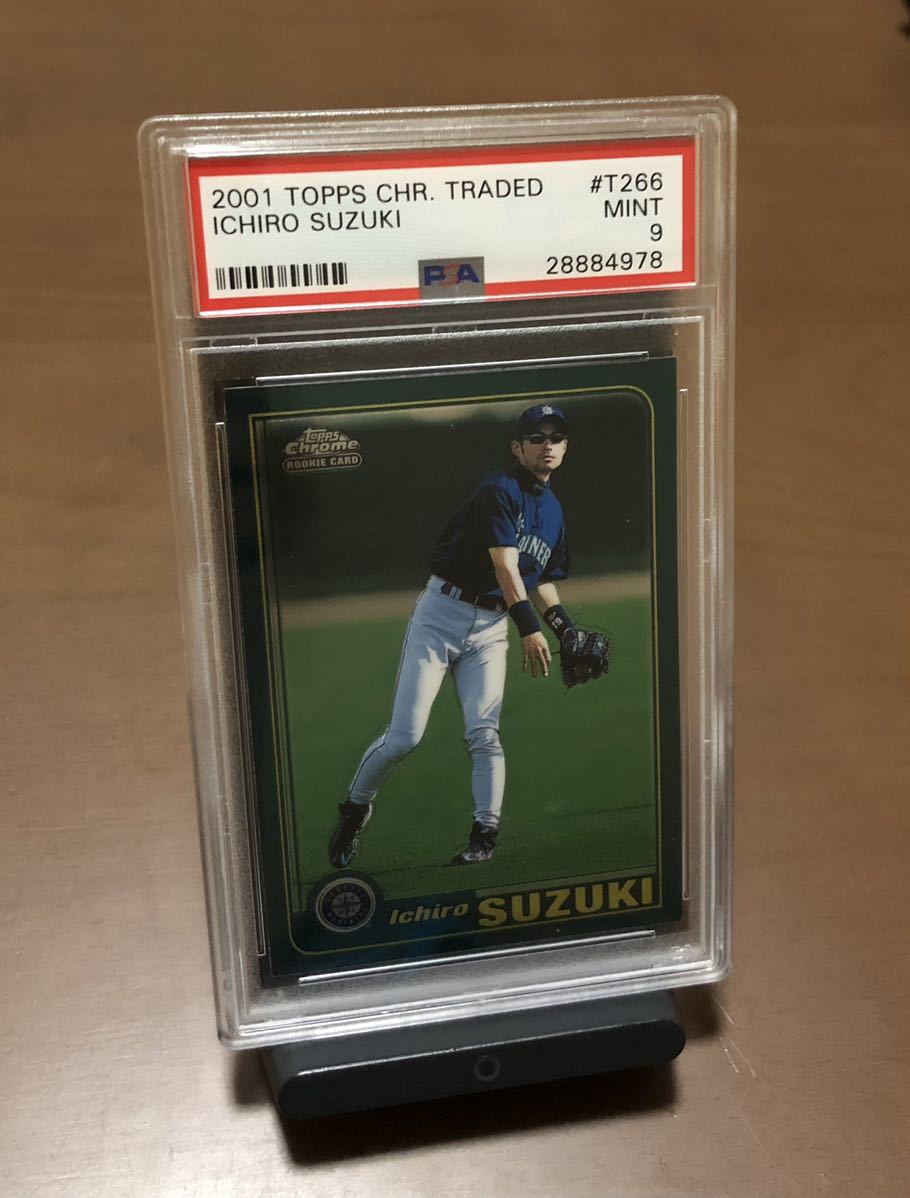 2001 TOPPS CHR. TRADED #T266
ICHIRO SUZUKI MINT
9
PSA 28884978
Topps
Chrome
ROOKIE CARD
Ichiro SUZUKI